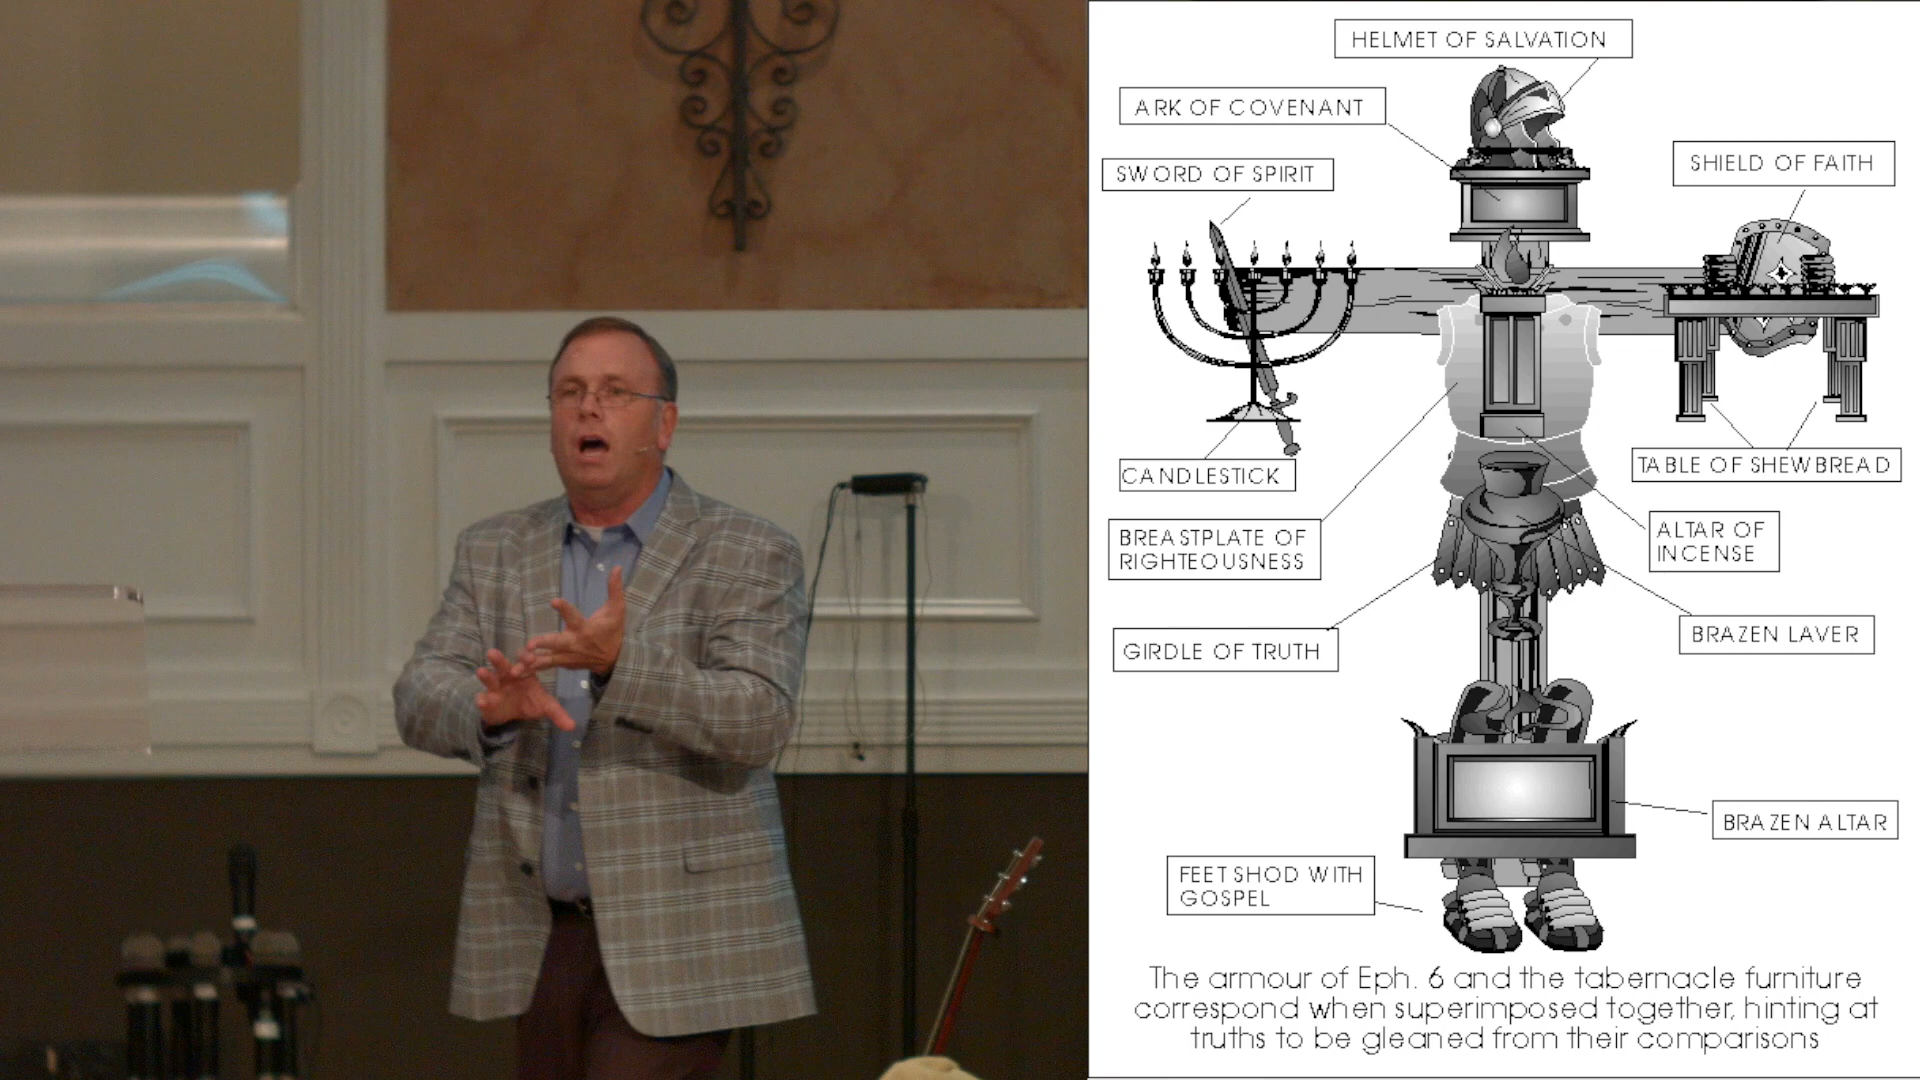 HELMET OF SALVATION
ARK OF COVENANT
SWORD OF SPIRIT
SHIELD OF FAITH
CANDLESTICK
TABLE OF SHEWBREAD
BREASTPLATE OF
RIGHTEOUSNESS
ALTAR OF
INCENSE
GIRDLE OF TRUTH
BRAZEN LAVER
BRAZEN ALTAR
FEET SHOD WITH
GOSPEL
The armour of Eph. 6 and the tabernacle furniture
correspond when superimposed together, hinting at
truths to be gleaned from their comparisons